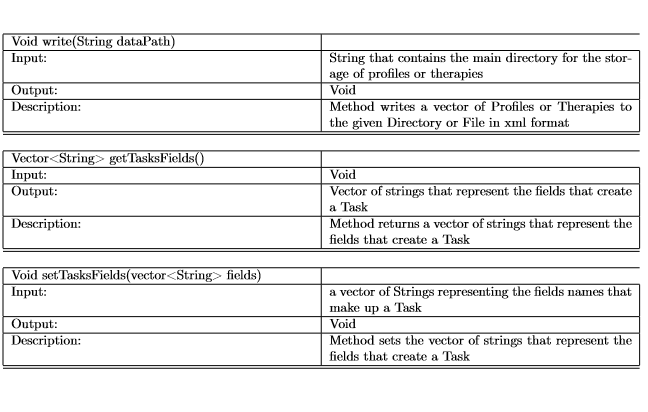 Void write(String dataPath)
Input: String that contains the main directory for the stor-
age of profiles or therapies
Output: Void
Description: Method writes a vector of Profiles or Therapies to
the given Directory or File in xml format
Vector<String> getTasksFields()
Input: Void
Output: Vector of strings that represent the fields that create
a Task
Description: Method returns a vector of strings that represent the
fields that create a Task
Void setTasksFields(vector<String> fields)
Input: a vector of Strings representing the fields names that
make up a Task
Output: Void
Description: Method sets the vector of strings that represent the
fields that create a Task